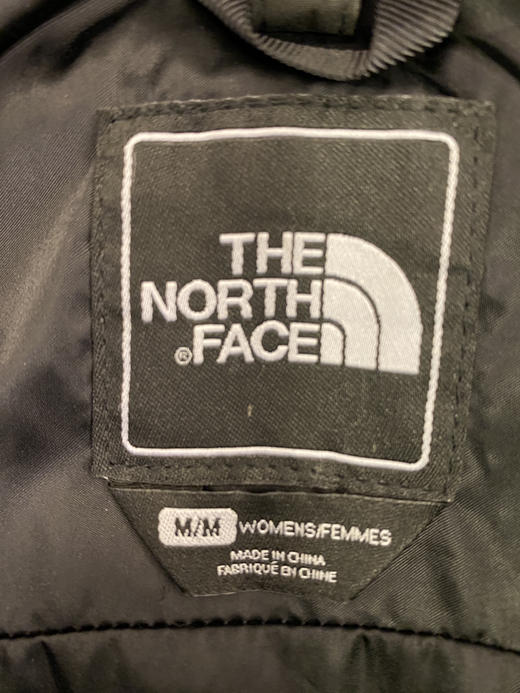 THE
NORTH
®FACE
M/M WOMENS/FEMMES
MADE IN CHINA
FABRIQUÉ EN CHINE